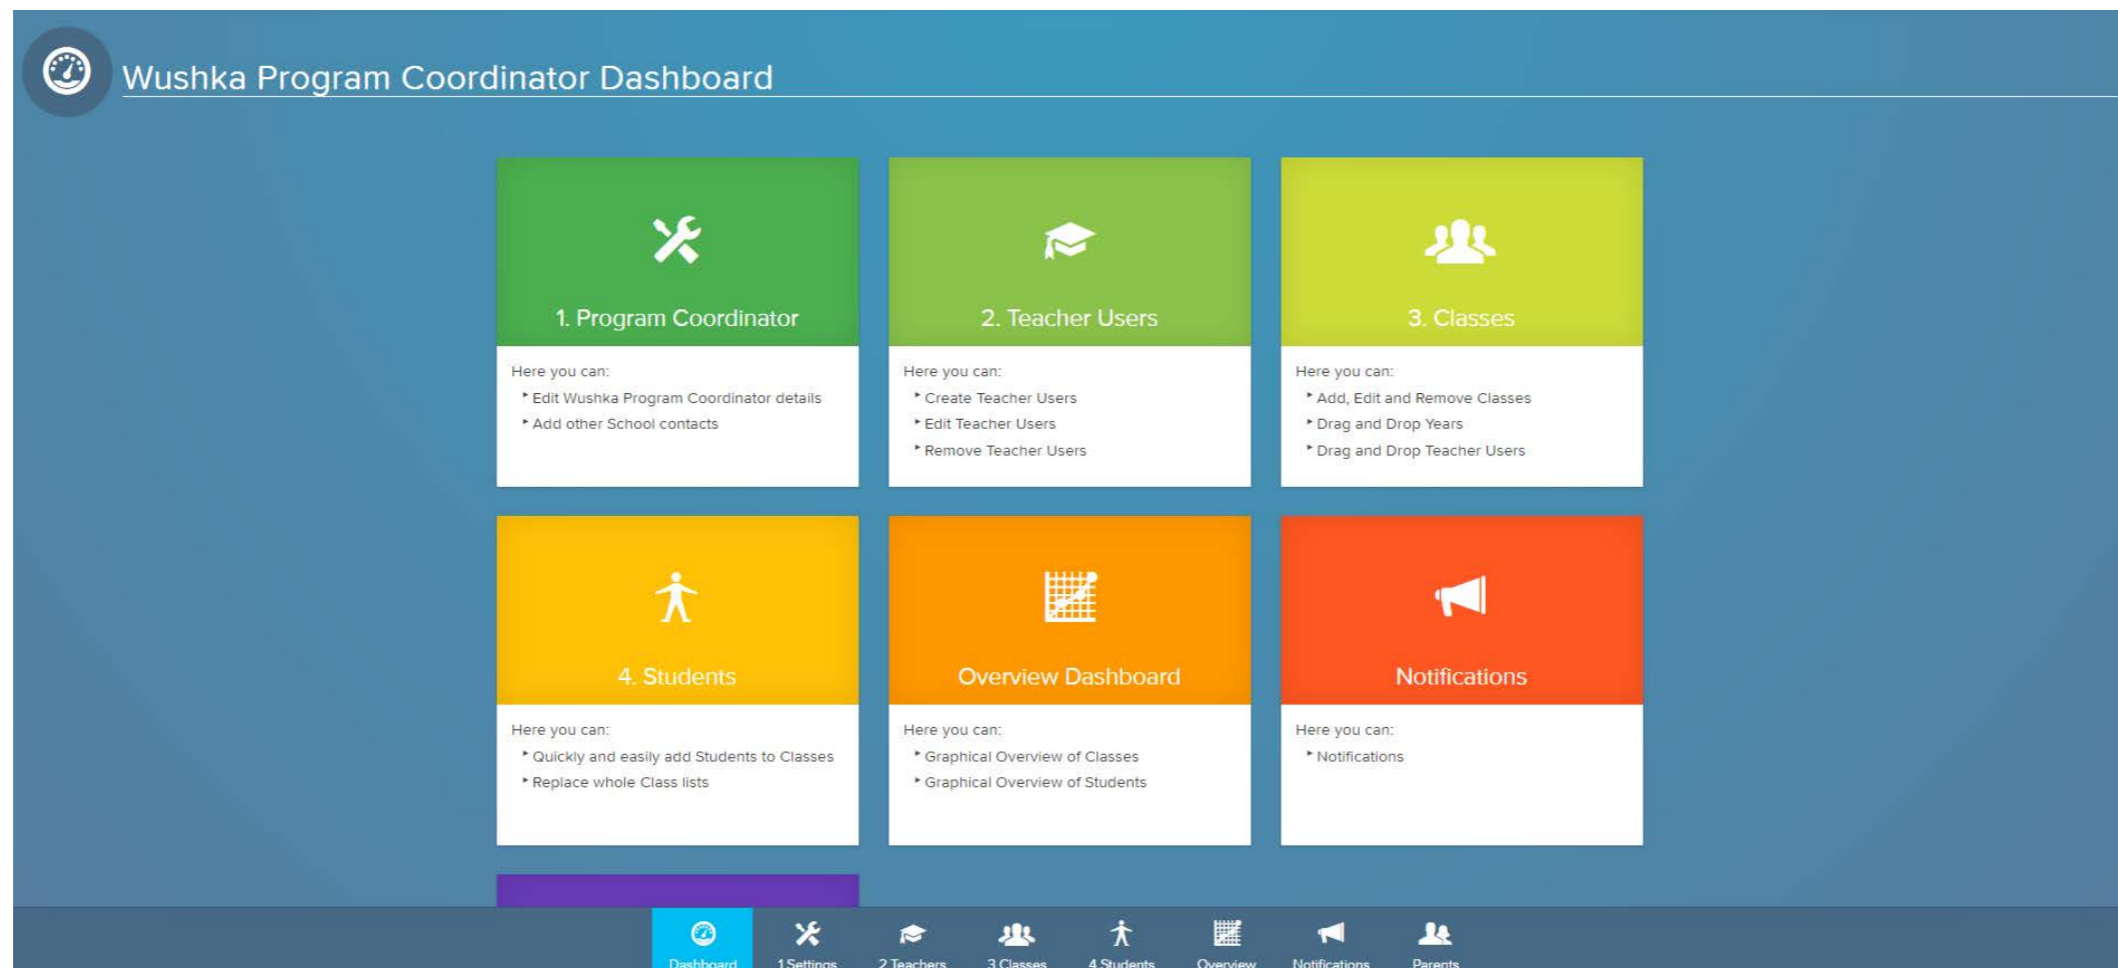 Wushka Program Coordinator Dashboard
1. Program Coordinator
Here you can:
‣ Edit Wushka Program Coordinator details
‣ Add other School contacts
2. Teacher Users
Here you can:
‣ Create Teacher Users
‣ Edit Teacher Users
‣ Remove Teacher Users
3. Classes
Here you can:
‣ Add, Edit and Remove Classes
‣ Drag and Drop Years
‣ Drag and Drop Teacher Users
4. Students
Here you can:
‣ Quickly and easily add Students to Classes
‣ Replace whole Class lists
Overview Dashboard
Here you can:
‣ Graphical Overview of Classes
‣ Graphical Overview of Students
Notifications
Here you can:
‣ Notifications
Dashboard
1 Settings
2 Teachers
3 Classes
4 Students
Overview
Notifications
Parents